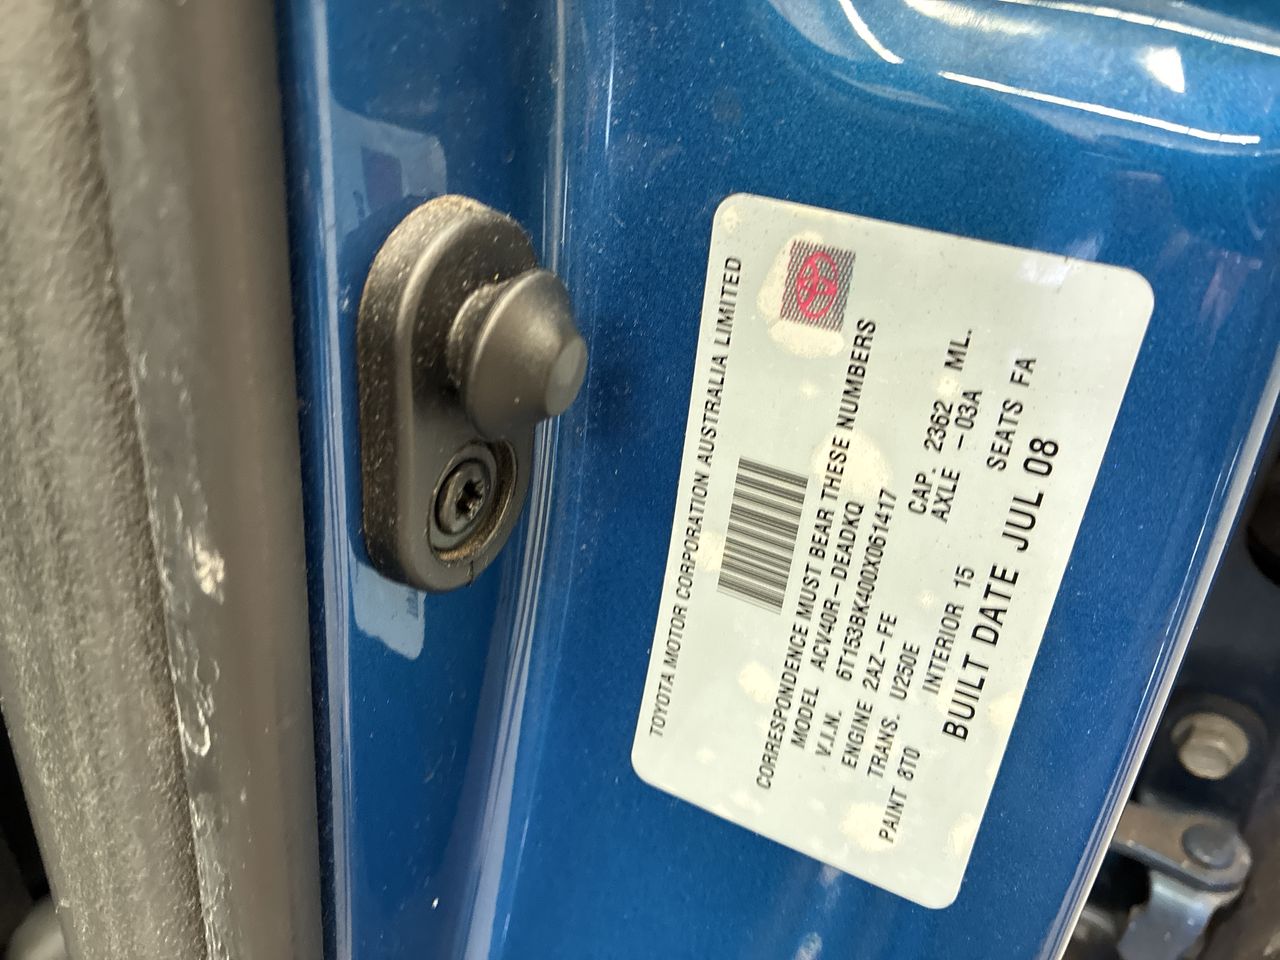 TOYOTA MOTOR CORPORATION AUSTRALIA LIMITED
CORRESPONDENCE MUST BEAR THESE NUMBERS
MODEL ACV40R-DEADKQ
V.I.N. 6T153BK400X061417
ENGINE 2AZ-FE CAP. 2362 ML.
TRANS. U250E AXLE -03A
PAINT 8T0 INTERIOR 15 SEATS FA
BUILT DATE JUL 08